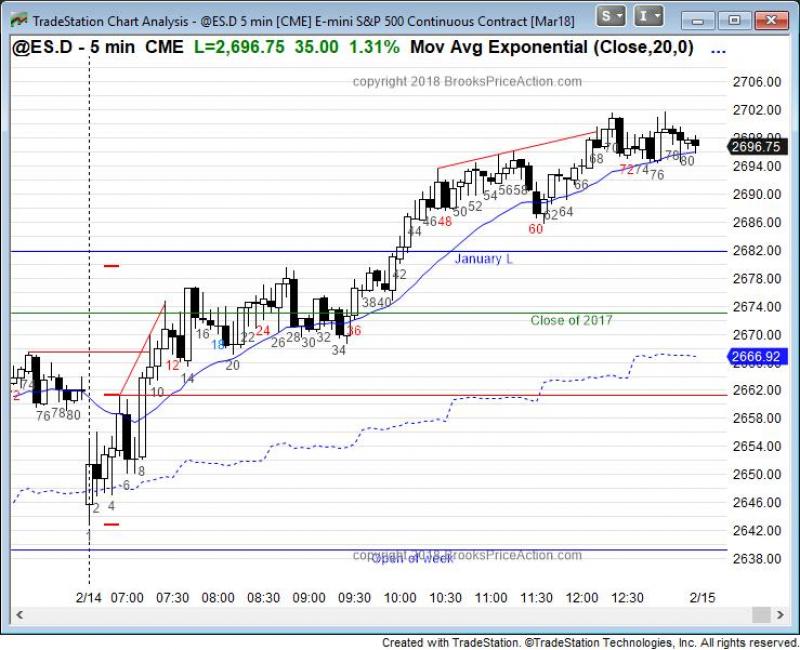 TradeStation Chart Analysis - @ES.D 5 min [CME] E-mini S&P 500 Continuous Contract [Mar18]
S I
@ES.D - 5 min CME L=2,696.75 35.00 1.31% Mov Avg Exponential (Close,20,0) ...
copyright 2018 BrooksPriceAction.com
2706.00
2702.00
2698.00
2696.75
2694.00
2690.00
2686.00
2682.00
2678.00
2674.00
2670.00
2666.92
2662.00
2658.00
2654.00
2650.00
2646.00
2642.00
2638.00
68 70 72 74 76 78 80
44 46 48 50 52 54 56 58 60 62 64 66
January L
42
38 40
Close of 2017
16 18 20 22 24 26 28 30 32 34 36
10 12 14
74 76 78 80
2 4 6 8
1
copyright 2018 BrooksPriceAction.com
Open of week
2/14 07:00 07:30 08:00 08:30 09:00 09:30 10:00 10:30 11:00 11:30 12:00 12:30 2/15
Created with TradeStation. ©TradeStation Technologies, Inc. All rights reserved.